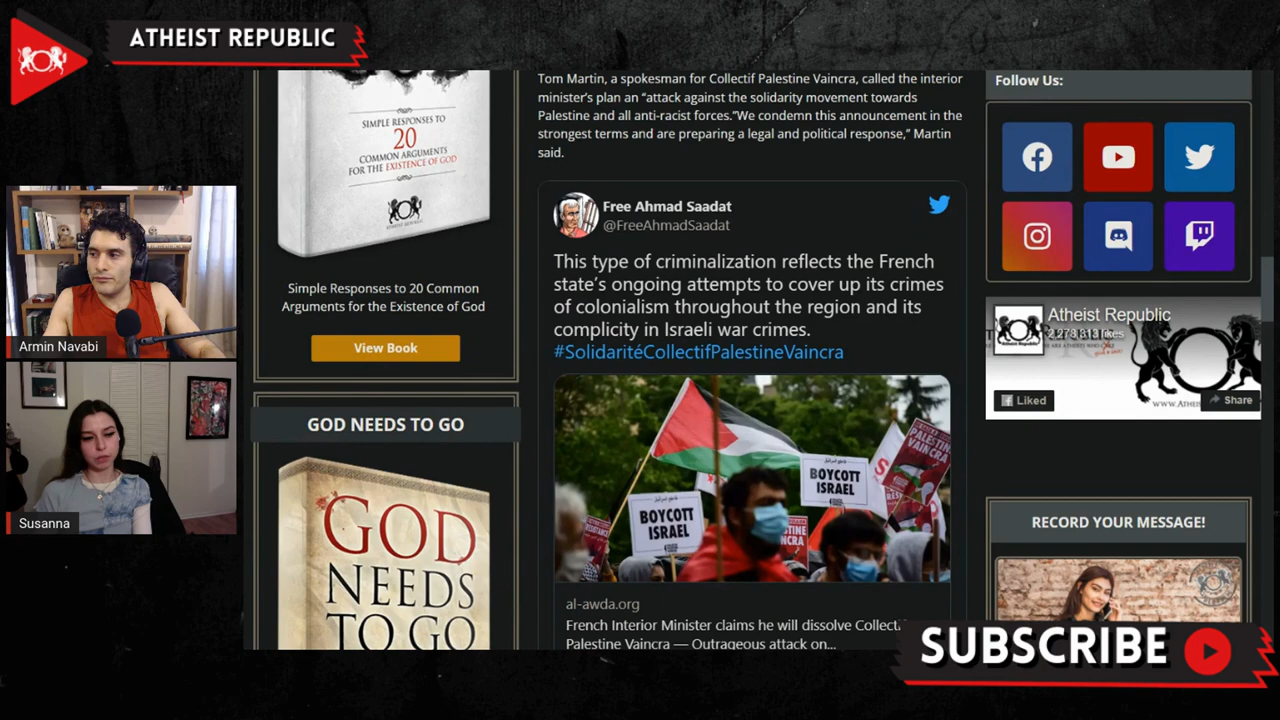 ATHEIST REPUBLIC
Armin Navabi
Susanna
SIMPLE RESPONSES TO
20
COMMON ARGUMENTS
FOR THE EXISTENCE OF GOD
ATHEIST REPUBLIC
Simple Responses to 20 Common
Arguments for the Existence of God
View Book
GOD NEEDS TO GO
GOD
NEEDS
TO GO
Tom Martin, a spokesman for Collectif Palestine Vaincra, called the interior
minister's plan an “attack against the solidarity movement towards
Palestine and all anti-racist forces.”We condemn this announcement in the
strongest terms and are preparing a legal and political response,” Martin
said.
Free Ahmad Saadat
@FreeAhmadSaadat
This type of criminalization reflects the French
state's ongoing attempts to cover up its crimes
of colonialism throughout the region and its
complicity in Israeli war crimes.
#SolidaritéCollectifPalestineVaincra
BOYCOTT
ISRAEL
BOYCOTT
ISRAEL
PALESTINE
VAINCRA
al-awda.org
French Interior Minister claims he will dissolve Collecti
Palestine Vaincra — Outrageous attack on...
Follow Us:
Atheist Republic
2,278,313 likes
Liked
Share
RECORD YOUR MESSAGE!
SUBSCRIBE